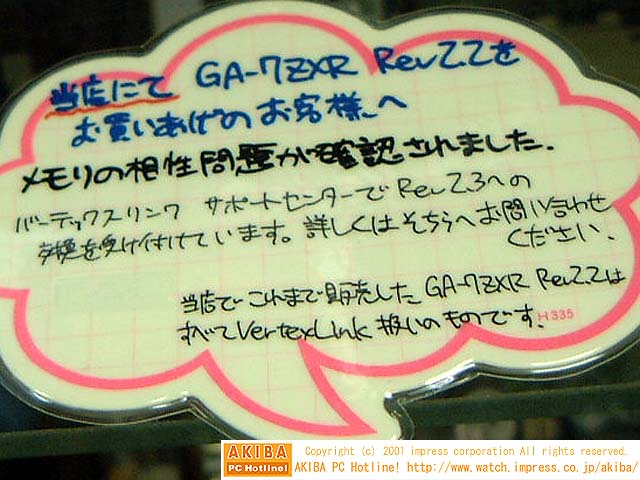 当店にて GA-7ZXR Rev2.2を
お買いあげのお客様へ
メモリの相性問題が確認されました.
バーテックスリンク サポートセンターでRev2.3への
交換を受け付けています。詳しくはそちらへお問い合わせ
ください.
当店でこれまで販売したGA-7ZXR Rev2.2は
すべてVertexLink扱いのものです.
H335
AKIBA
PC Hotline!
Copyright (c) 2001 impress corporation All rights reserved.
AKIBA PC Hotline! http://www.watch.impress.co.jp/akiba/